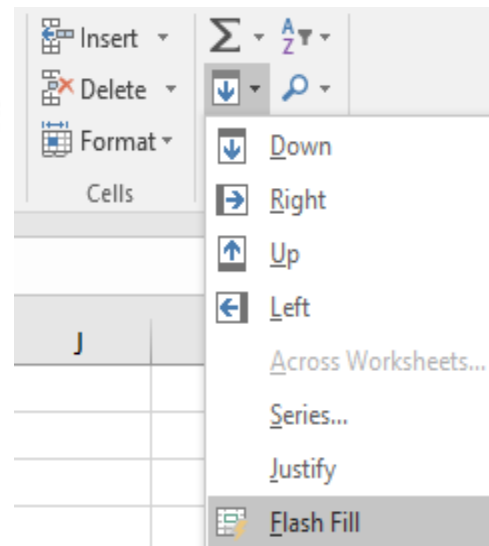 Insert
Σ
A
Z
Delete
Format
Cells
Down
Right
Up
Left
J
Across Worksheets...
Series...
Justify
Flash Fill